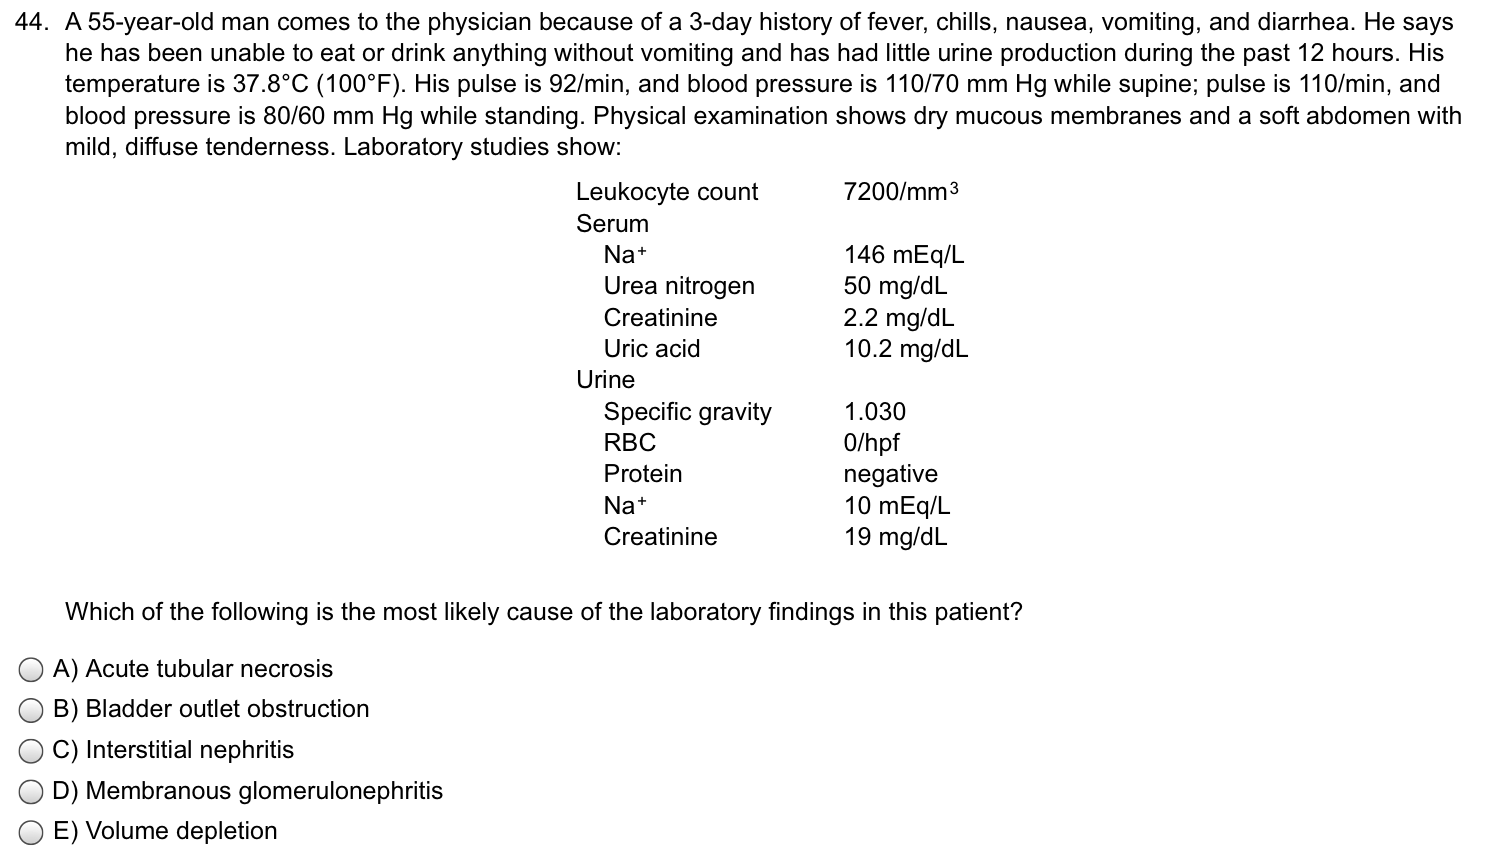 44. A 55-year-old man comes to the physician because of a 3-day history of fever, chills, nausea, vomiting, and diarrhea. He says
he has been unable to eat or drink anything without vomiting and has had little urine production during the past 12 hours. His
temperature is 37.8°C (100°F). His pulse is 92/min, and blood pressure is 110/70 mm Hg while supine; pulse is 110/min, and
blood pressure is 80/60 mm Hg while standing. Physical examination shows dry mucous membranes and a soft abdomen with
mild, diffuse tenderness. Laboratory studies show:
Leukocyte count 7200/mm³
Serum
Na⁺ 146 mEq/L
Urea nitrogen 50 mg/dL
Creatinine 2.2 mg/dL
Uric acid 10.2 mg/dL
Urine
Specific gravity 1.030
RBC 0/hpf
Protein negative
Na⁺ 10 mEq/L
Creatinine 19 mg/dL
Which of the following is the most likely cause of the laboratory findings in this patient?
A) Acute tubular necrosis
B) Bladder outlet obstruction
C) Interstitial nephritis
D) Membranous glomerulonephritis
E) Volume depletion